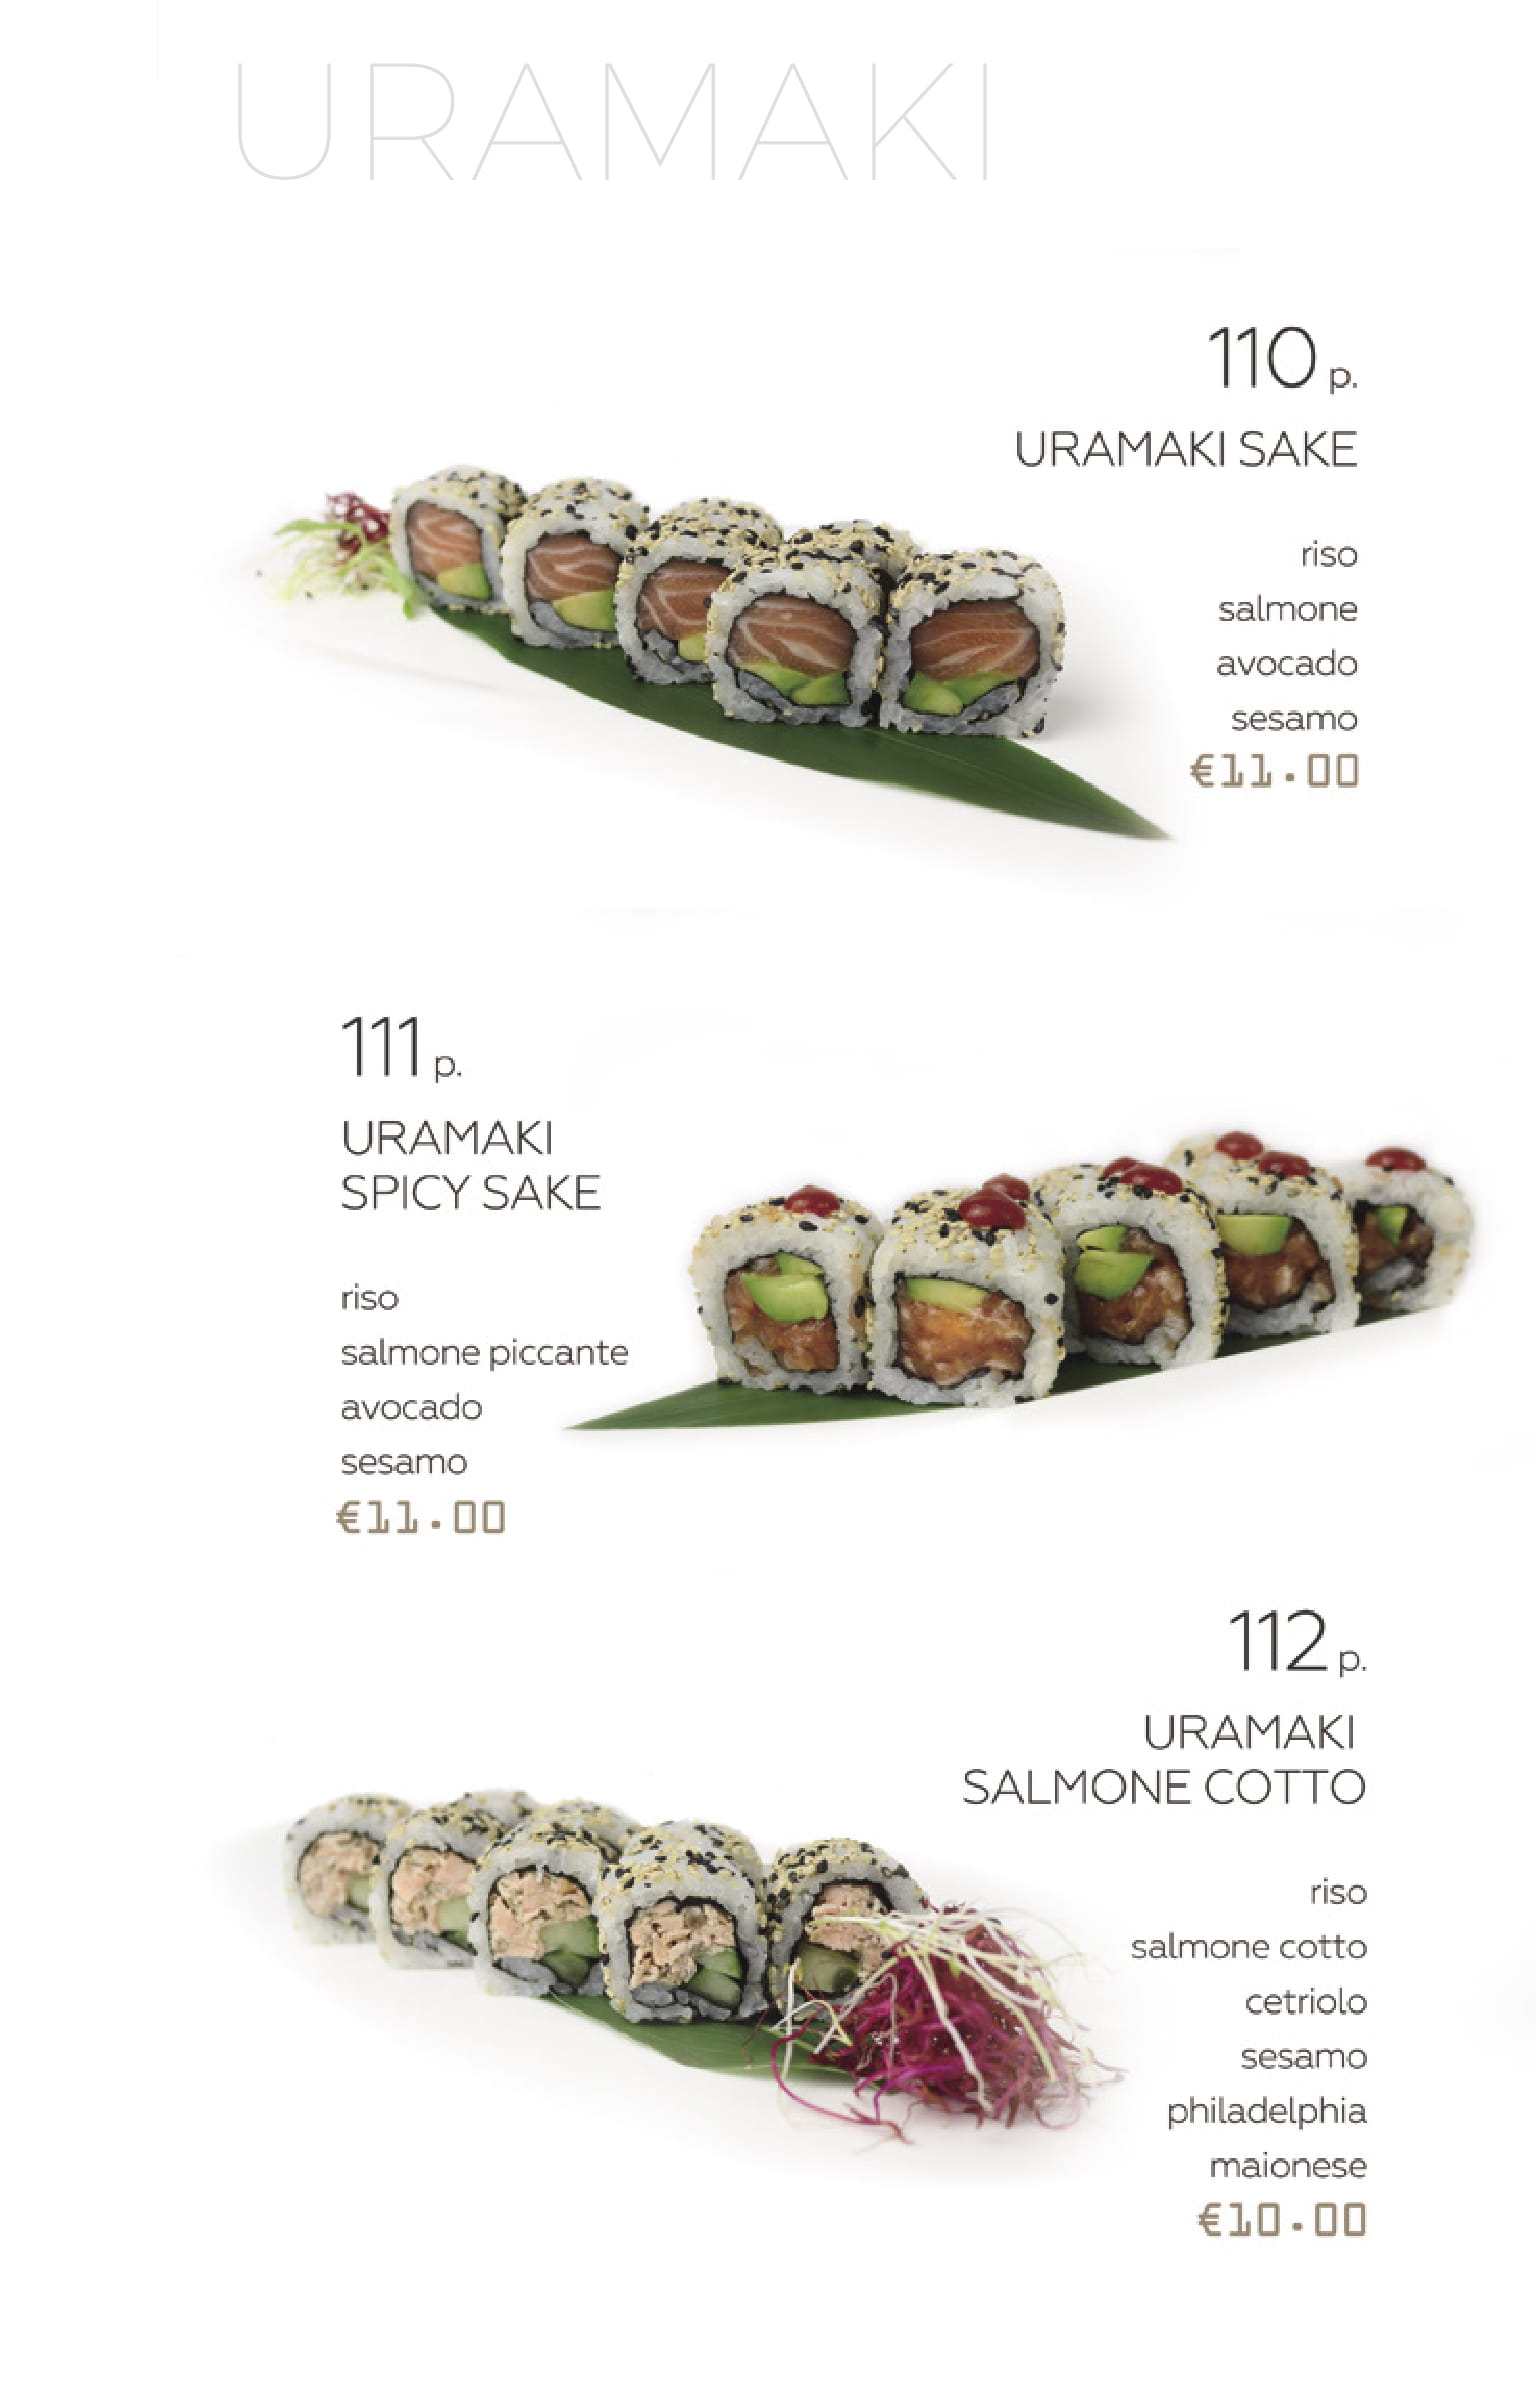 URAMAKI
110 p.
URAMAKI SAKE
riso
salmone
avocado
sesamo
€11.00
111 p.
URAMAKI
SPICY SAKE
riso
salmone piccante
avocado
sesamo
€11.00
112 p.
URAMAKI
SALMONE COTTO
riso
salmone cotto
cetriolo
sesamo
philadelphia
maionese
€10.00